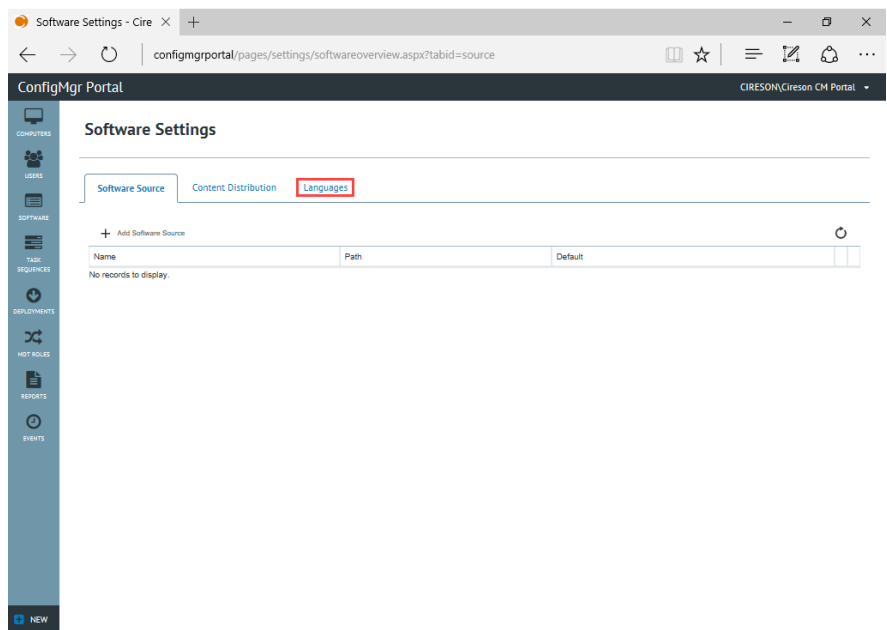 Software Settings - Cire
configmgrportal/pages/settings/softwareoverview.aspx?tabid=source
ConfigMgr Portal
CIRESON\Cireson CM Portal
COMPUTERS
USERS
SOFTWARE
TASK
SEQUENCES
DEPLOYMENTS
MDT ROLES
REPORTS
EVENTS
NEW
Software Settings
Software Source Content Distribution Languages
Add Software Source
Name Path Default
No records to display.